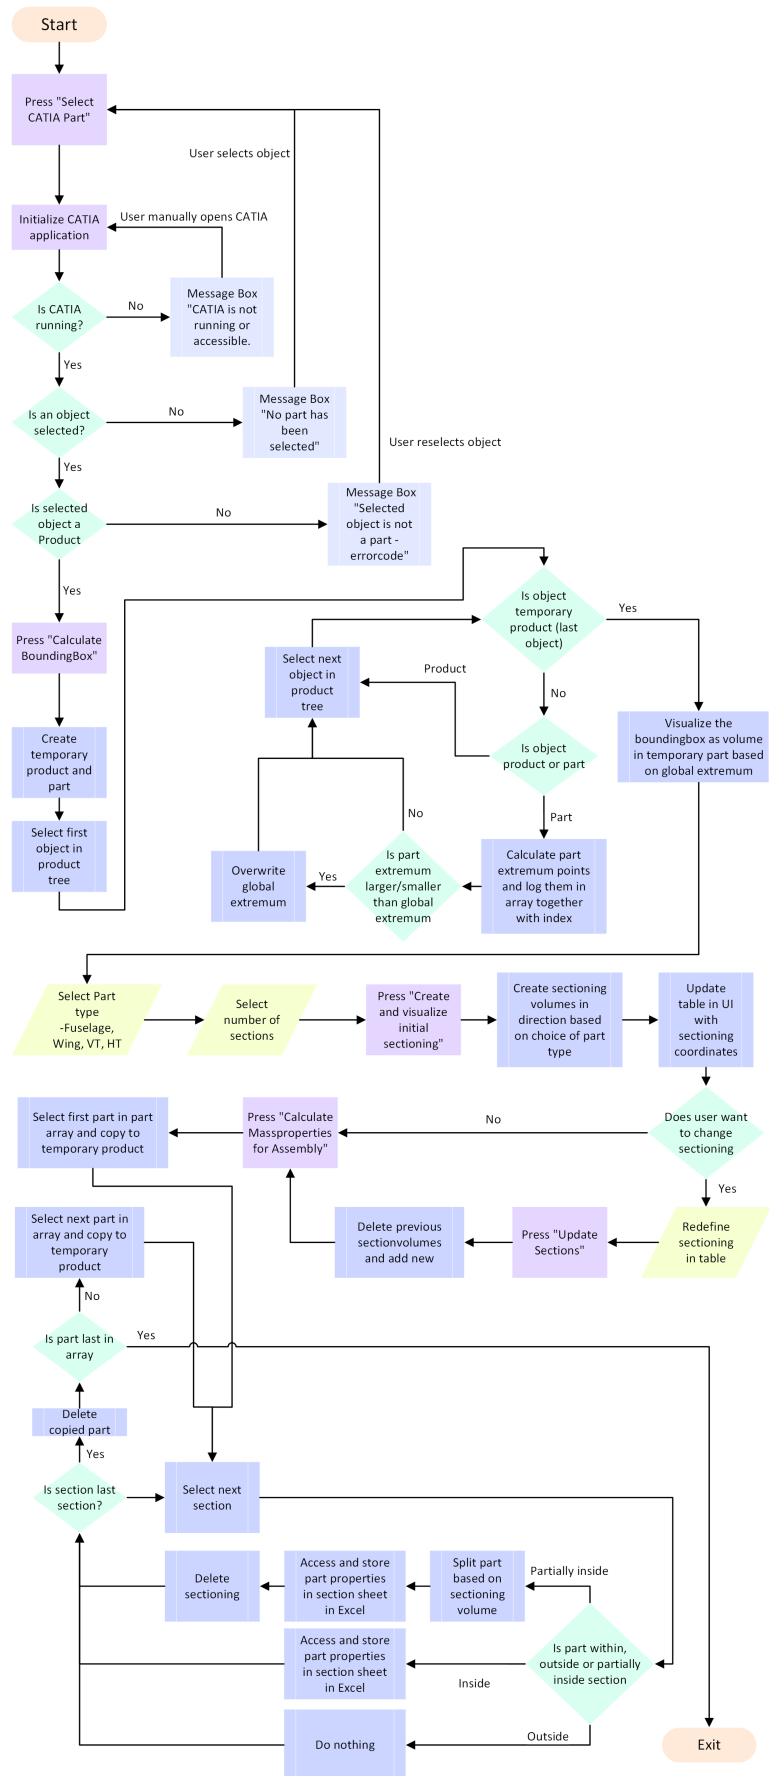 Start
Press "Select
CATIA Part"
User selects object
Initialize CATIA
application
User manually opens CATIA
Is CATIA
running?
No
Message Box
"CATIA is not
running or
accessible.
Yes
Is an object
selected?
No
Message Box
"No part has
been
selected"
User reselects object
Yes
Is selected
object a
Product
No
Message Box
"Selected
object is not
a part -
errorcode"
Yes
Press "Calculate
BoundingBox"
Create
temporary
product and
part
Select first
object in
product
tree
Is object
temporary
product (last
object)
Yes
No
Select next
object in
product
tree
Product
Is object
product or part
Visualize the
boundingbox as volume
in temporary part based
on global extremum
Part
No
Calculate part
extremum points
and log them in
array together
with index
Is part
extremum
larger/smaller
than global
extremum
Yes
Overwrite
global
extremum
Select Part
type
-Fuselage,
Wing, VT, HT
Select
number of
sections
Press "Create
and visualize
initial
sectioning"
Create sectioning
volumes in
direction based
on choice of part
type
Update
table in UI
with
sectioning
coordinates
Does user want
to change
sectioning
No
Press "Calculate
Massproperties
for Assembly"
Select first part in part
array and copy to
temporary product
Yes
Redefine
sectioning
in table
Press "Update
Sections"
Delete previous
sectionvolumes
and add new
Select next part in
array and copy to
temporary
product
No
Is part last in
array
Yes
Delete
copied part
Yes
Is section last
section?
Select next
section
Delete
sectioning
Access and store
part properties
in section sheet
in Excel
Split part
based on
sectioning
volume
Partially inside
Access and store
part properties
in section sheet
in Excel
Inside
Is part within,
outside or partially
inside section
Do nothing
Outside
Exit